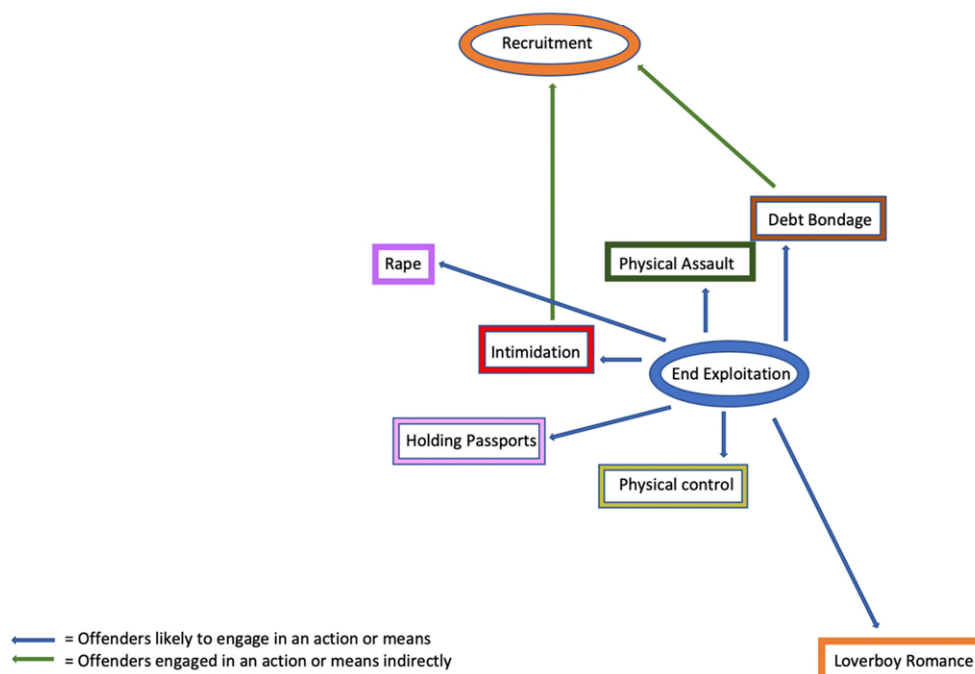 Recruitment
Debt Bondage
Rape
Physical Assault
Intimidation
End Exploitation
Holding Passports
Physical control
= Offenders likely to engage in an action or means
= Offenders engaged in an action or means indirectly
Loverboy Romance